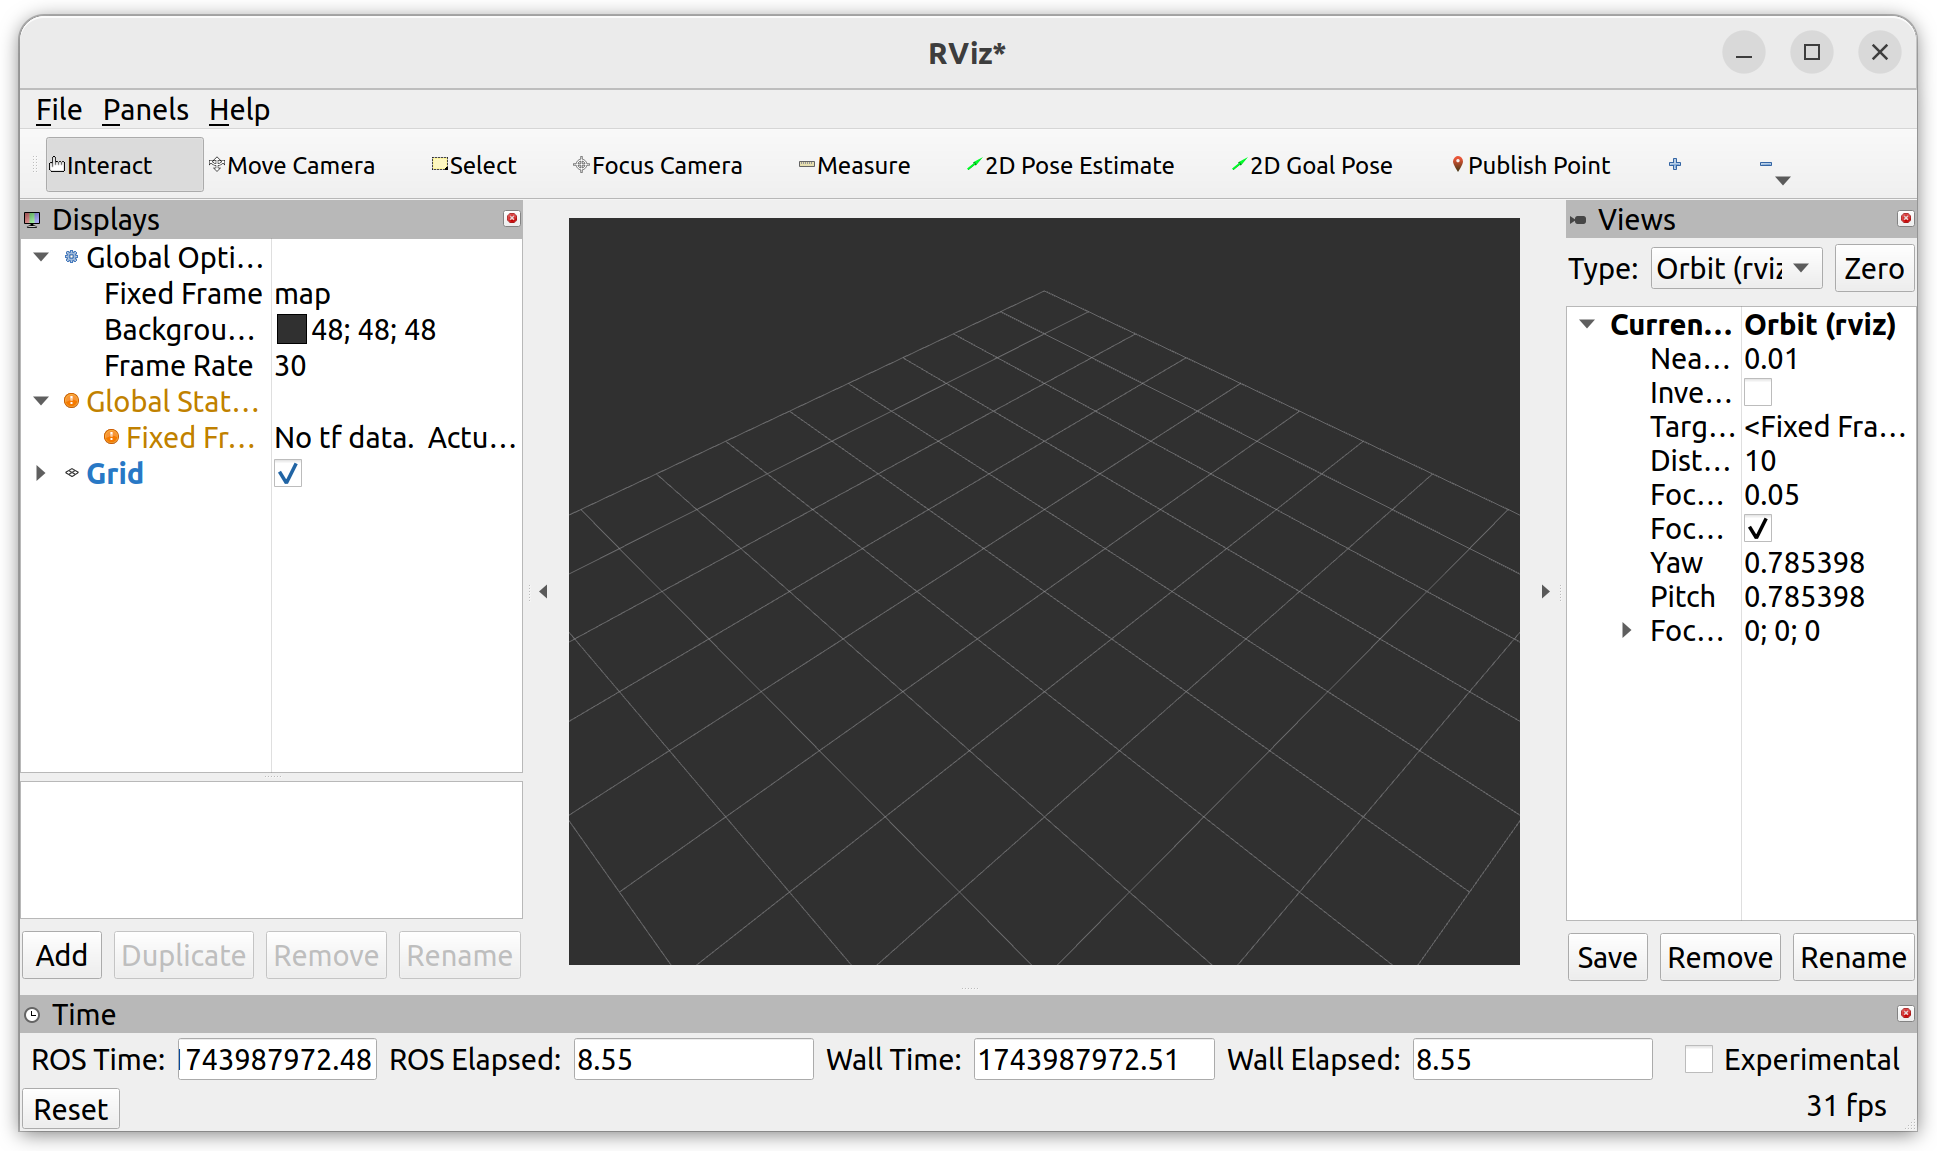 RViz*
File Panels Help
Interact Move Camera Select Focus Camera Measure 2D Pose Estimate 2D Goal Pose Publish Point
Displays
Global Opti...
Fixed Frame map
Backgrou... 48; 48; 48
Frame Rate 30
Global Stat...
Fixed Fr... No tf data. Actu...
Grid
Add Duplicate Remove Rename
Views
Type: Orbit (rviz Zero
Curren... Orbit (rviz)
Nea... 0.01
Inve...
Targ... <Fixed Fra...
Dist... 10
Foc... 0.05
Foc...
Yaw 0.785398
Pitch 0.785398
Foc... 0; 0; 0
Save Remove Rename
Time
ROS Time: 743987972.48 ROS Elapsed: 8.55 Wall Time: 1743987972.51 Wall Elapsed: 8.55 Experimental
Reset 31 fps